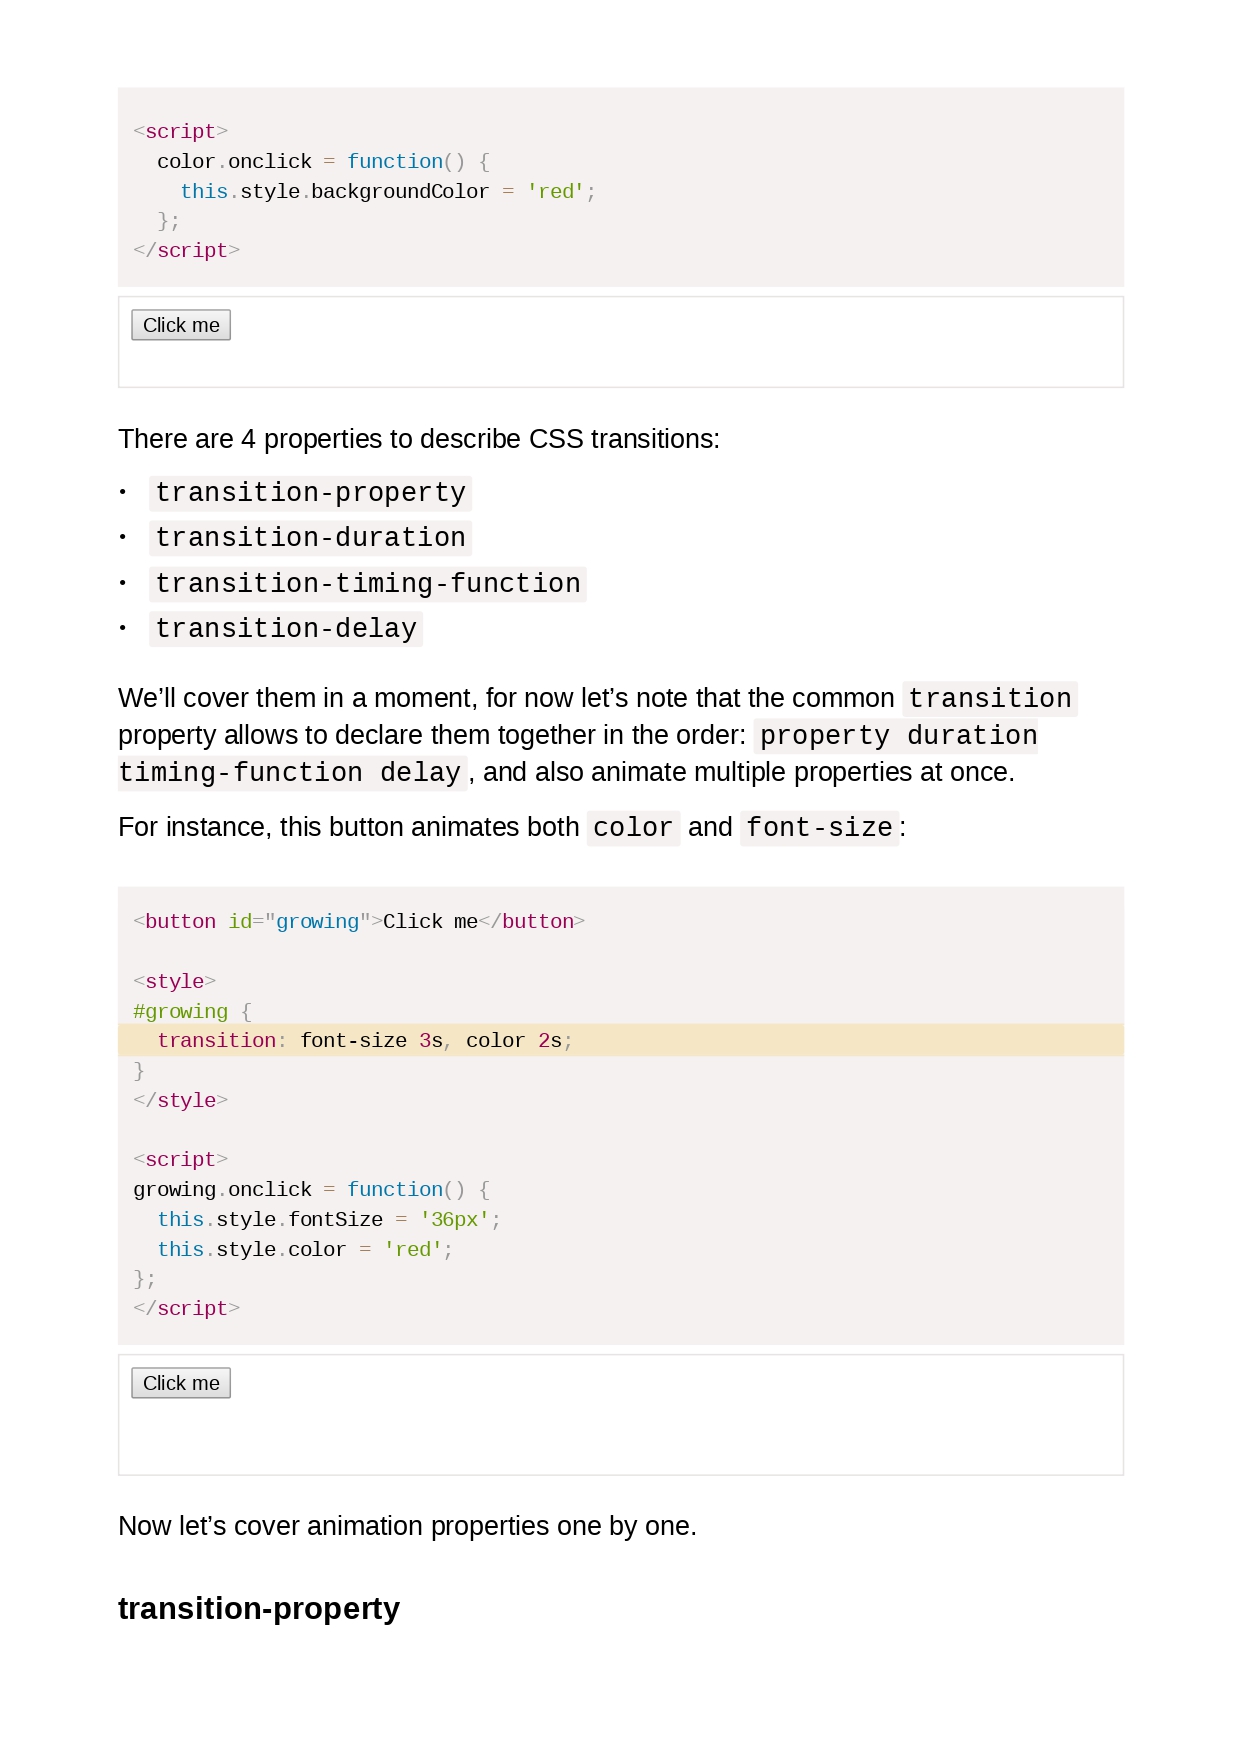 <script>
  color.onclick = function() {
    this.style.backgroundColor = 'red';
  };
</script>
Click me
There are 4 properties to describe CSS transitions:
• transition-property
• transition-duration
• transition-timing-function
• transition-delay
We’ll cover them in a moment, for now let’s note that the common transition
property allows to declare them together in the order: property duration
timing-function delay, and also animate multiple properties at once.
For instance, this button animates both color and font-size:
<button id="growing">Click me</button>
<style>
#growing {
  transition: font-size 3s, color 2s;
}
</style>
<script>
growing.onclick = function() {
  this.style.fontSize = '36px';
  this.style.color = 'red';
};
</script>
Click me
Now let’s cover animation properties one by one.
transition-property